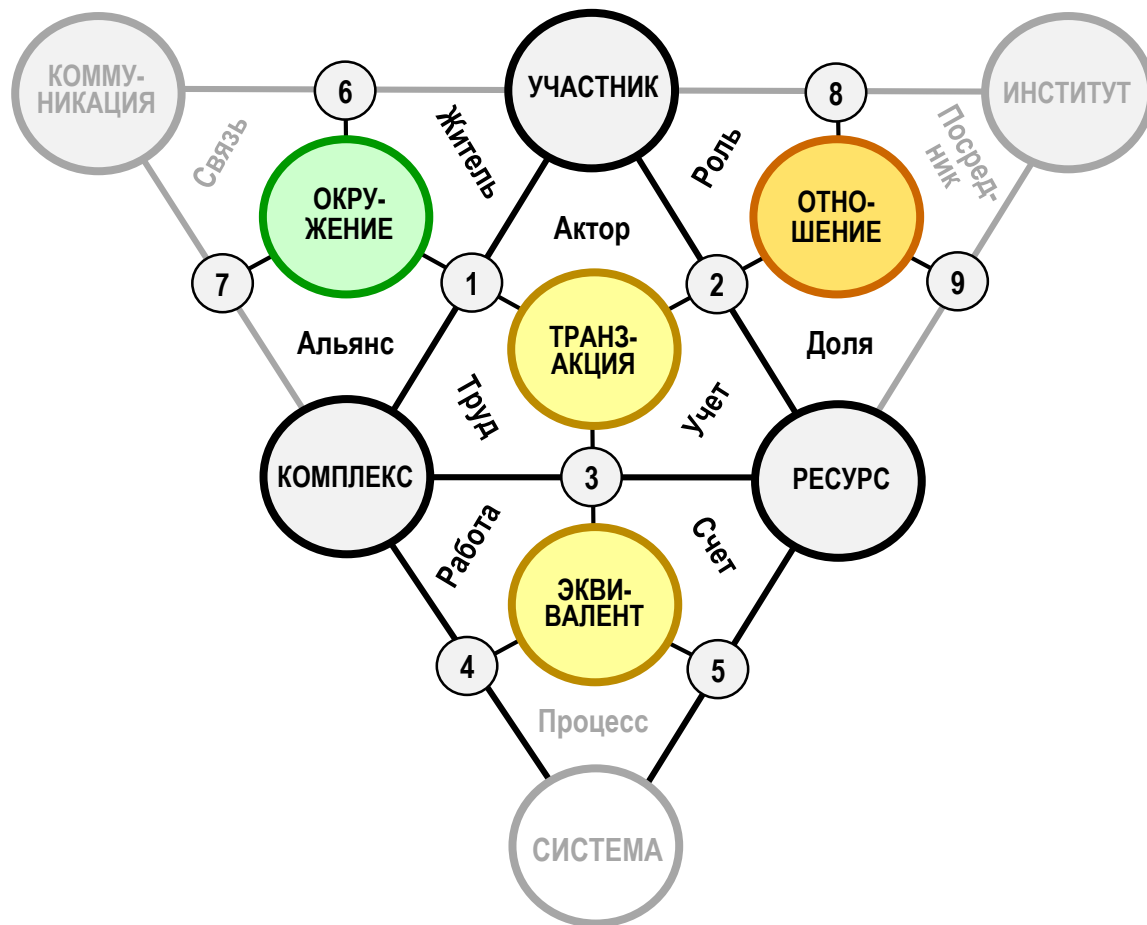 КОММУ-
НИКАЦИЯ
6
УЧАСТНИК
8
ИНСТИТУТ
Связь
Житель
Роль
Посред-
ник
ОКРУ-
ЖЕНИЕ
Актор
ОТНО-
ШЕНИЕ
7
1
2
9
Альянс
ТРАНЗ-
АКЦИЯ
Доля
Труд
Учет
КОМПЛЕКС
3
РЕСУРС
Работа
Счет
ЭКВИ-
ВАЛЕНТ
4
5
Процесс
СИСТЕМА